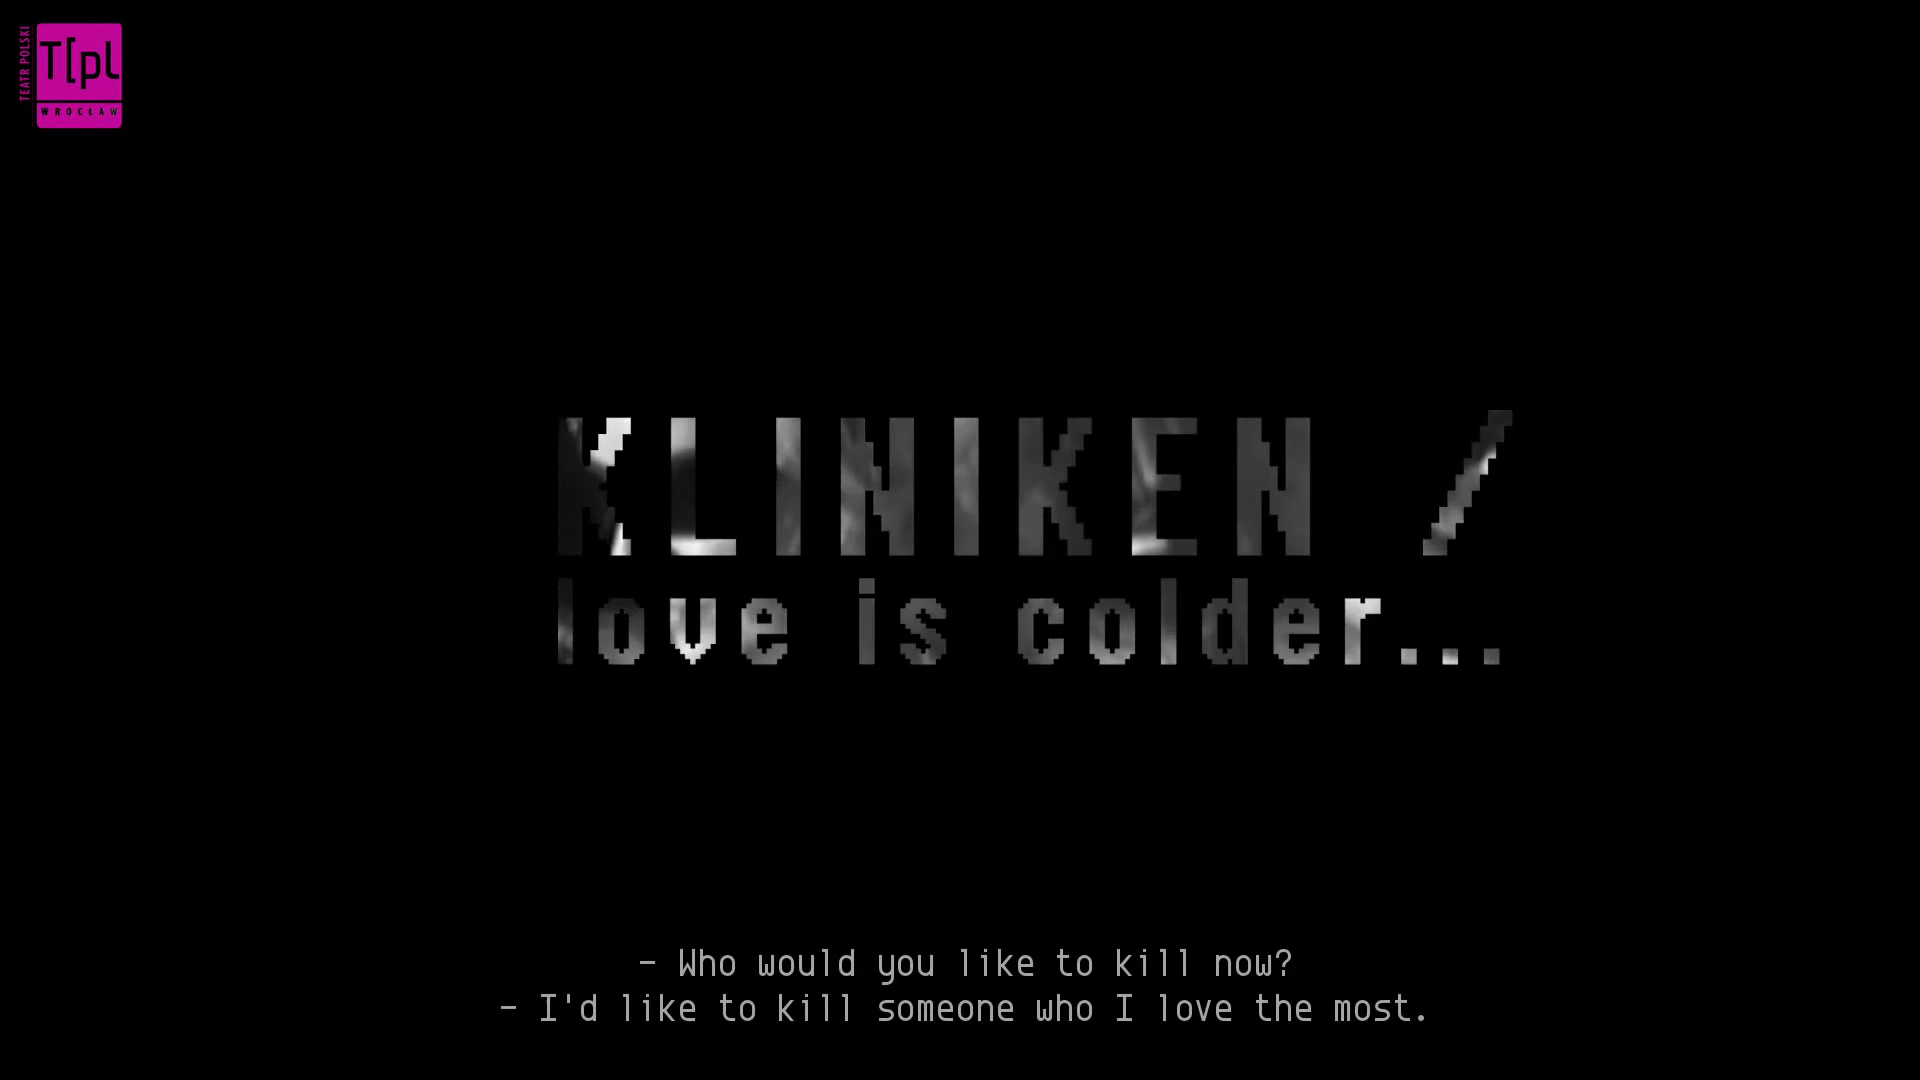 TEATR POLSKI
T[pl
WROCŁAW
KLINIKEN /
love is colder...
- Who would you like to kill now?
- I'd like to kill someone who I love the most.